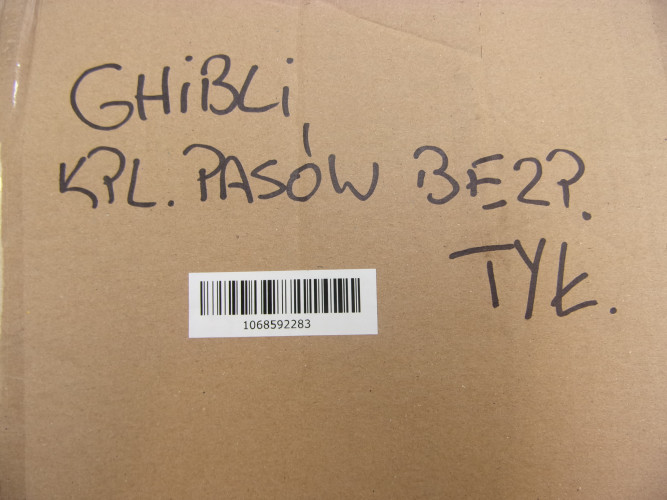 GHiBLi
KPL. PASÓW BEZP.
TYŁ.
1068592283